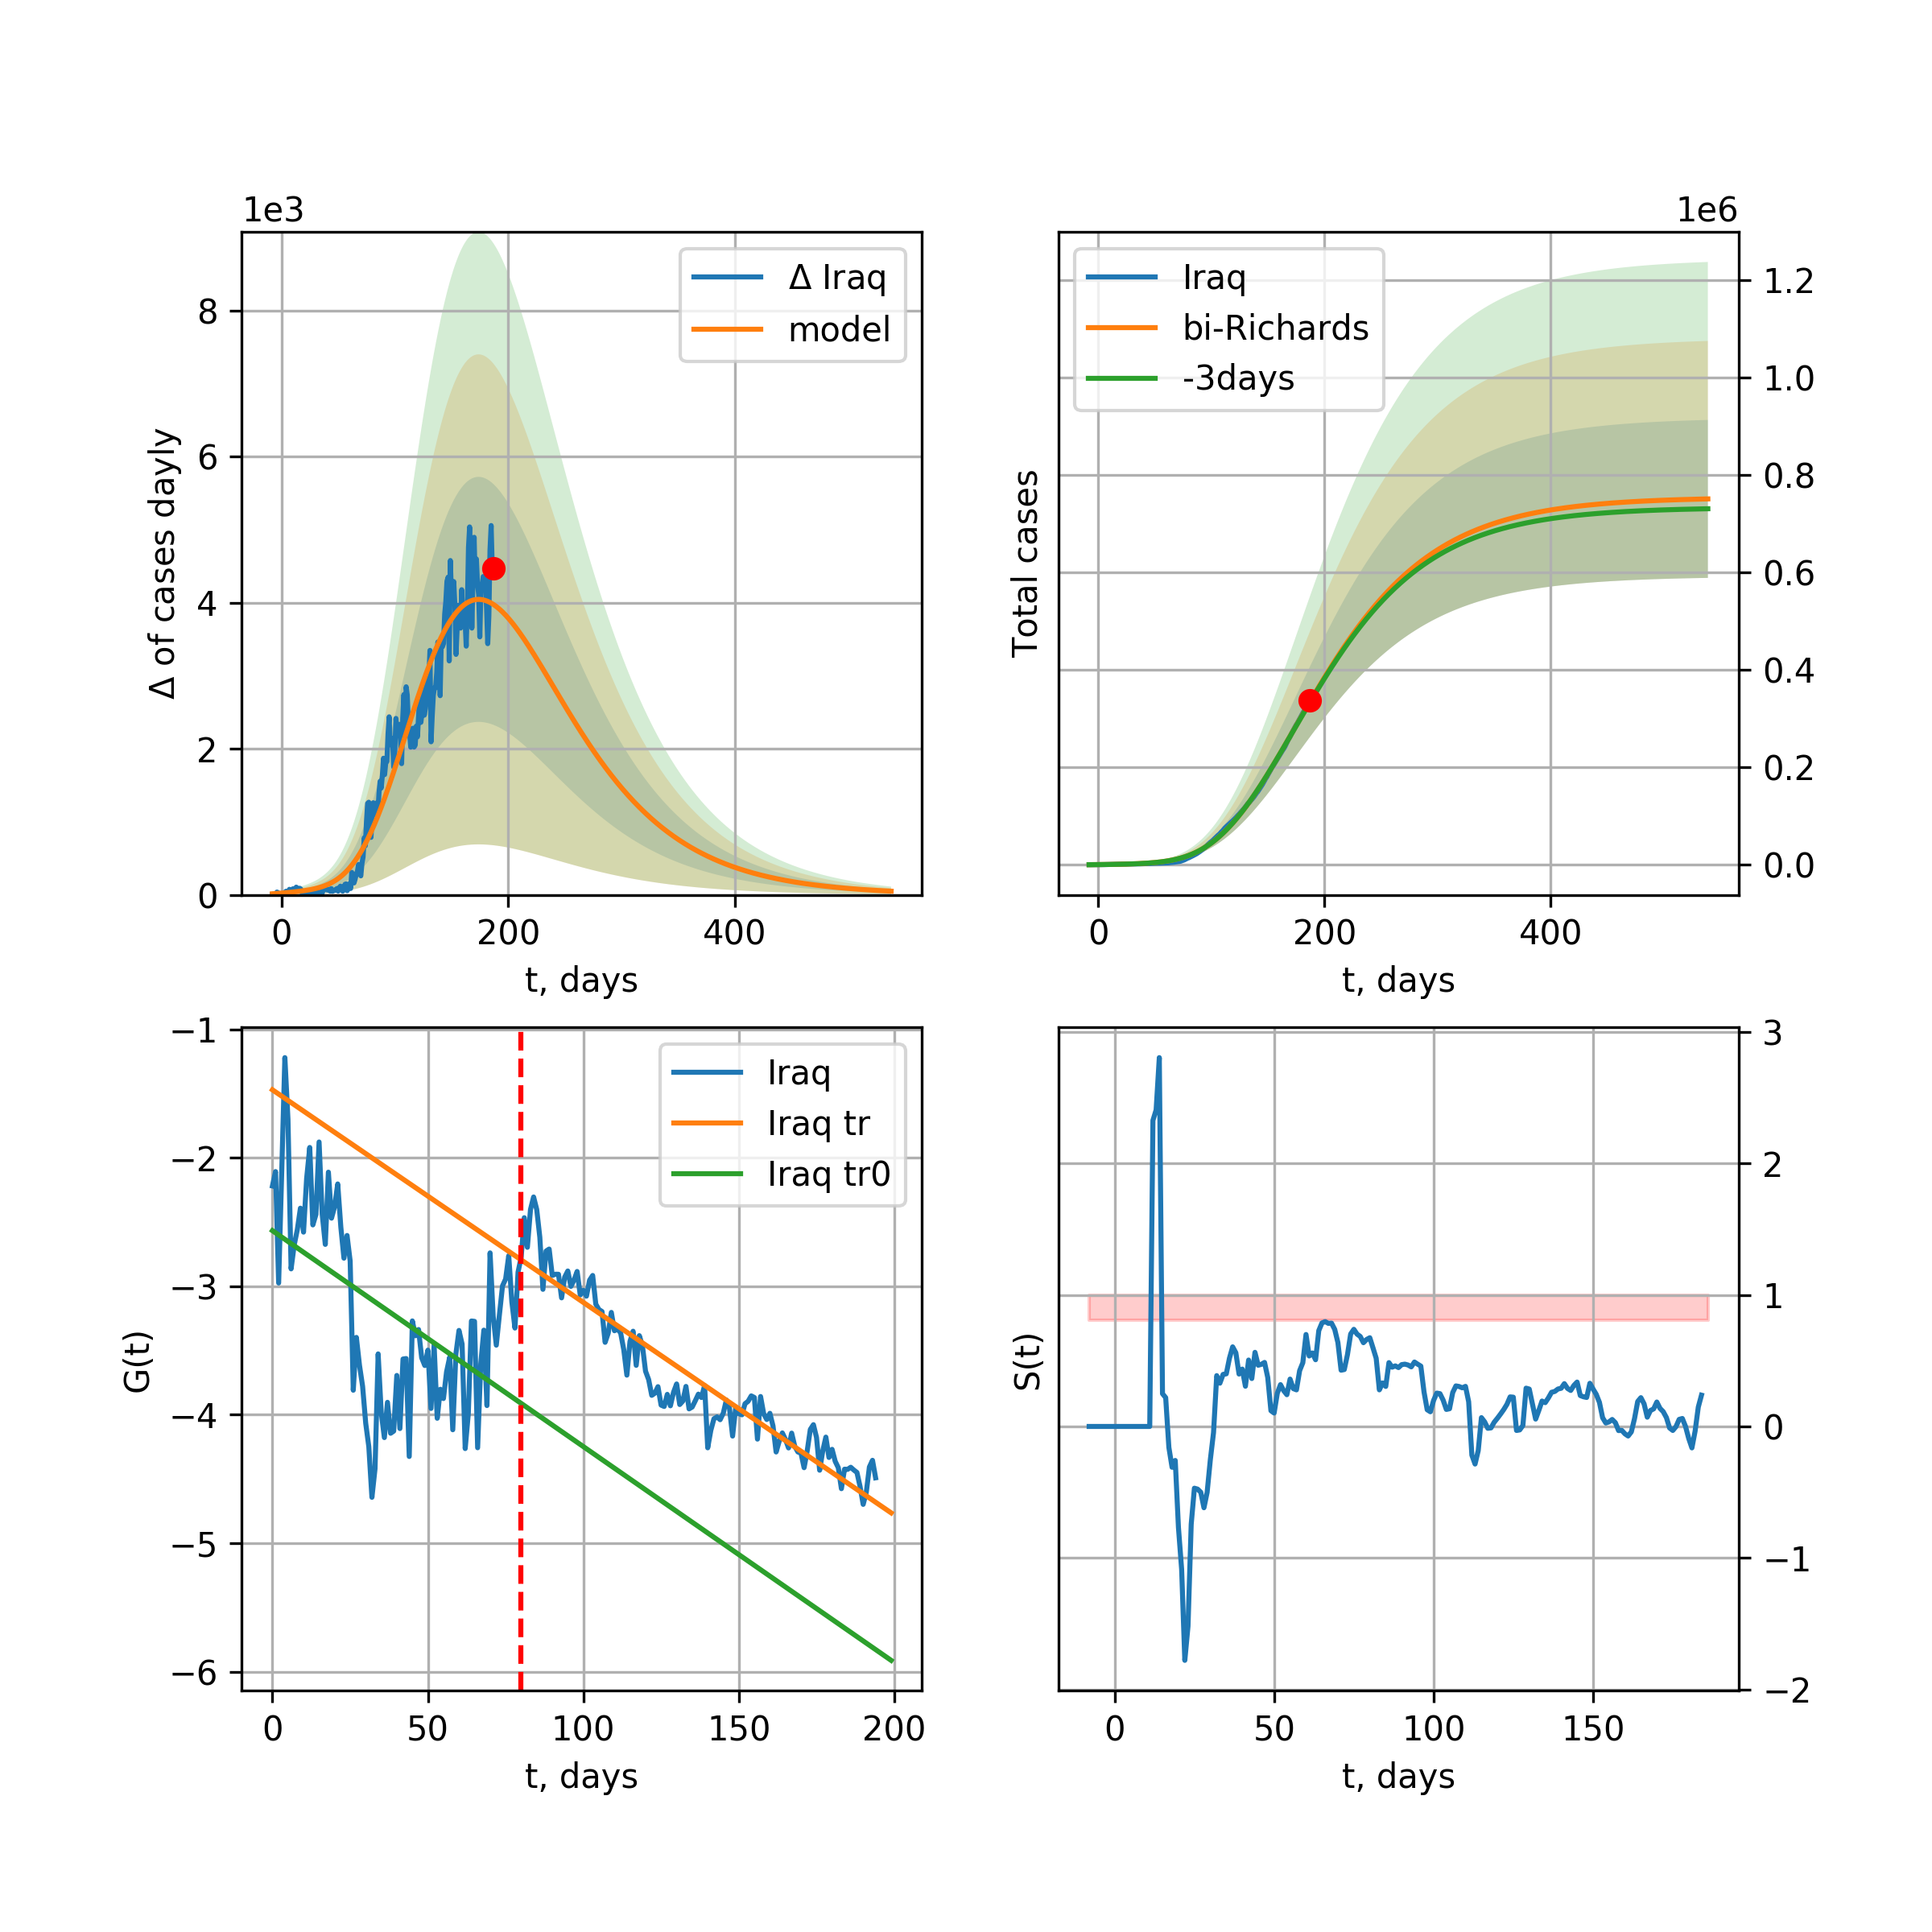 1e3
Δ of cases dayly
8
6
4
2
0
Δ Iraq
model
0 200 400
t, days
1e6
Total cases
Iraq
bi-Richards
-3days
1.2
1.0
0.8
0.6
0.4
0.2
0.0
0 200 400
t, days
G(t)
−1
−2
−3
−4
−5
−6
Iraq
Iraq tr
Iraq tr0
0 50 100 150 200
t, days
S(t)
3
2
1
0
−1
−2
0 50 100 150
t, days